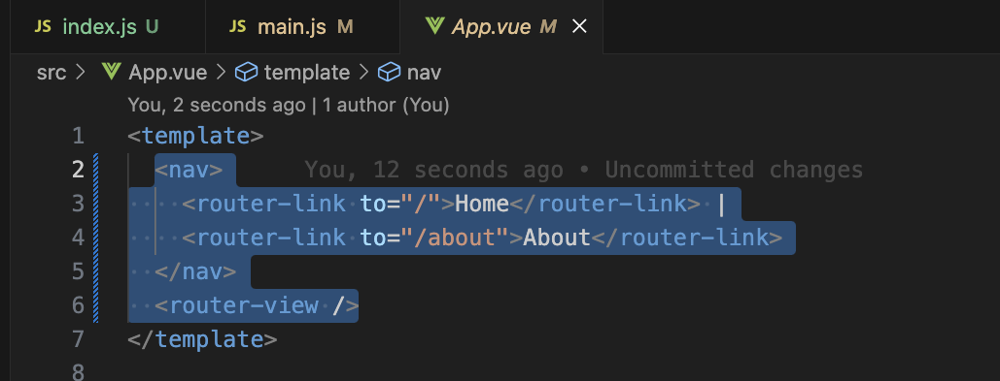 JS index.js U JS main.js M App.vue M ×
src > App.vue > template > nav
You, 2 seconds ago | 1 author (You)
1 <template>
2 <nav> You, 12 seconds ago • Uncommitted changes
3 ····<router-link·to="/">Home</router-link>·|
4 ····<router-link·to="/about">About</router-link>
5 ··</nav>
6 ··<router-view·/>
7 </template>
8